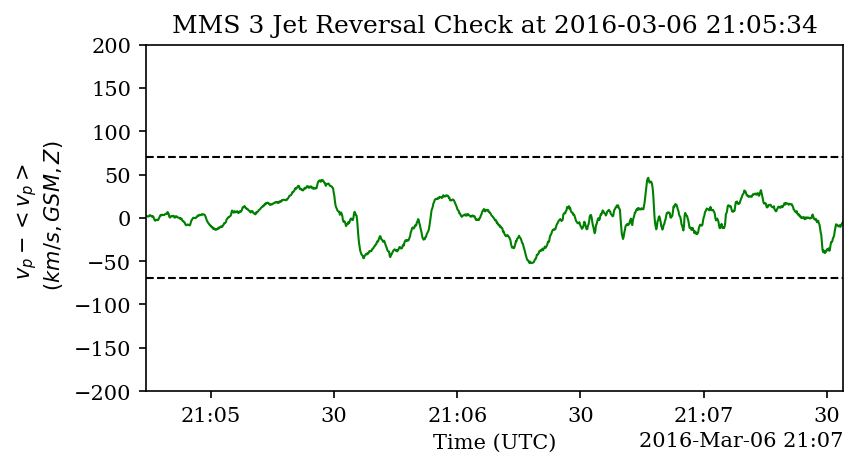 MMS 3 Jet Reversal Check at 2016-03-06 21:05:34
200
150
100
50
0
−50
−100
−150
−200
v_p − < v_p >
(km/s, GSM, Z)
21:05 30 21:06 30 21:07 30
Time (UTC) 2016-Mar-06 21:07